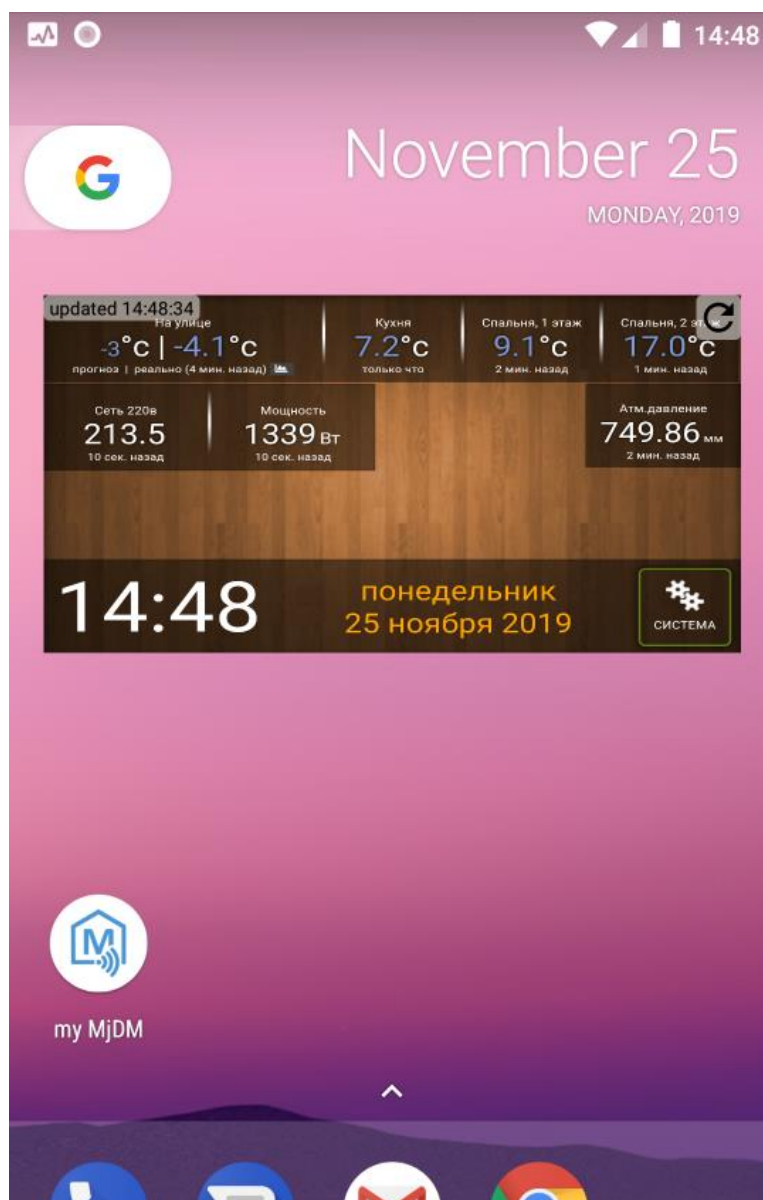 14:48
November 25
MONDAY, 2019
G
updated 14:48:34
На улице
-3°c | -4.1°c
прогноз | реально (4 мин. назад)
Кухня
7.2°c
только что
Спальня, 1 этаж
9.1°c
2 мин. назад
Спальня, 2 этаж
17.0°c
1 мин. назад
Сеть 220в
213.5
10 сек. назад
Мощность
1339 Вт
10 сек. назад
Атм.давление
749.86 мм
2 мин. назад
14:48
понедельник
25 ноября 2019
СИСТЕМА
M
my MjDM